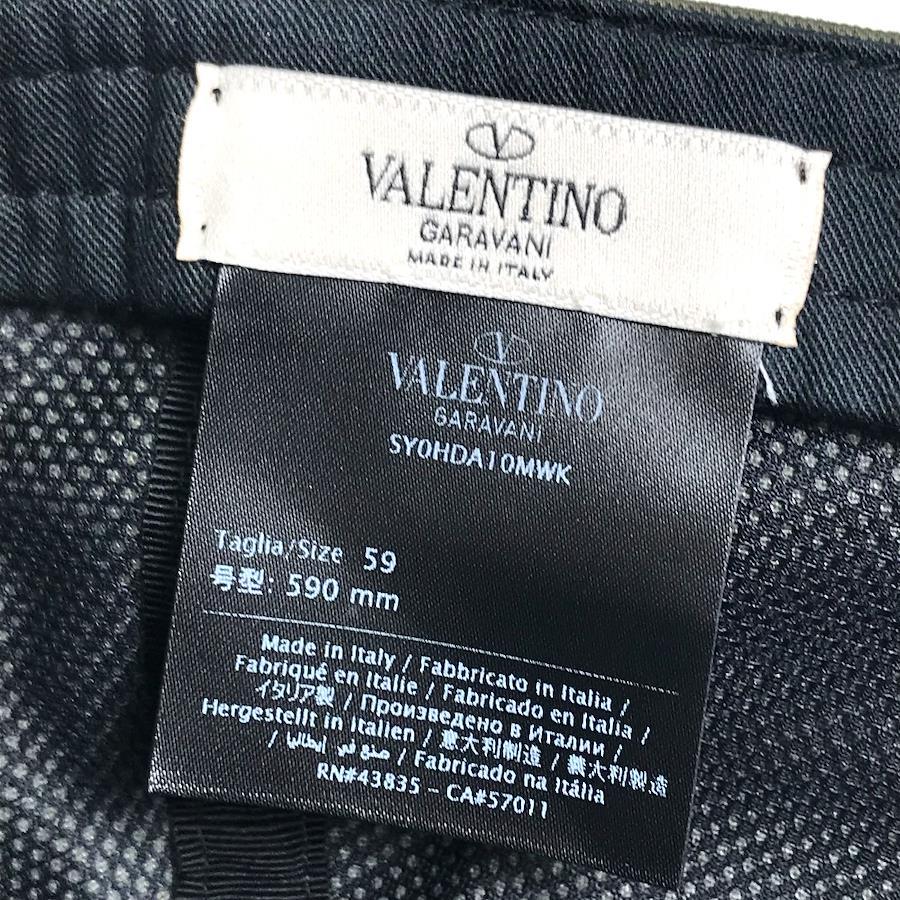 VALENTINO
GARAVANI
MADE IN ITALY
VALENTINO
GARAVANI
SY0HDA10MWK
Taglia/Size 59
号型: 590 mm
Made in Italy / Fabbricato in Italia /
Fabriqué en Italie / Fabricado en Italia /
イタリア製 / Произведено в Италии /
Hergestellt in Italien / 意大利制造 / 義大利製造
/ صنع في إيطاليا / Fabricado na Itália
RN#43835 - CA#57011